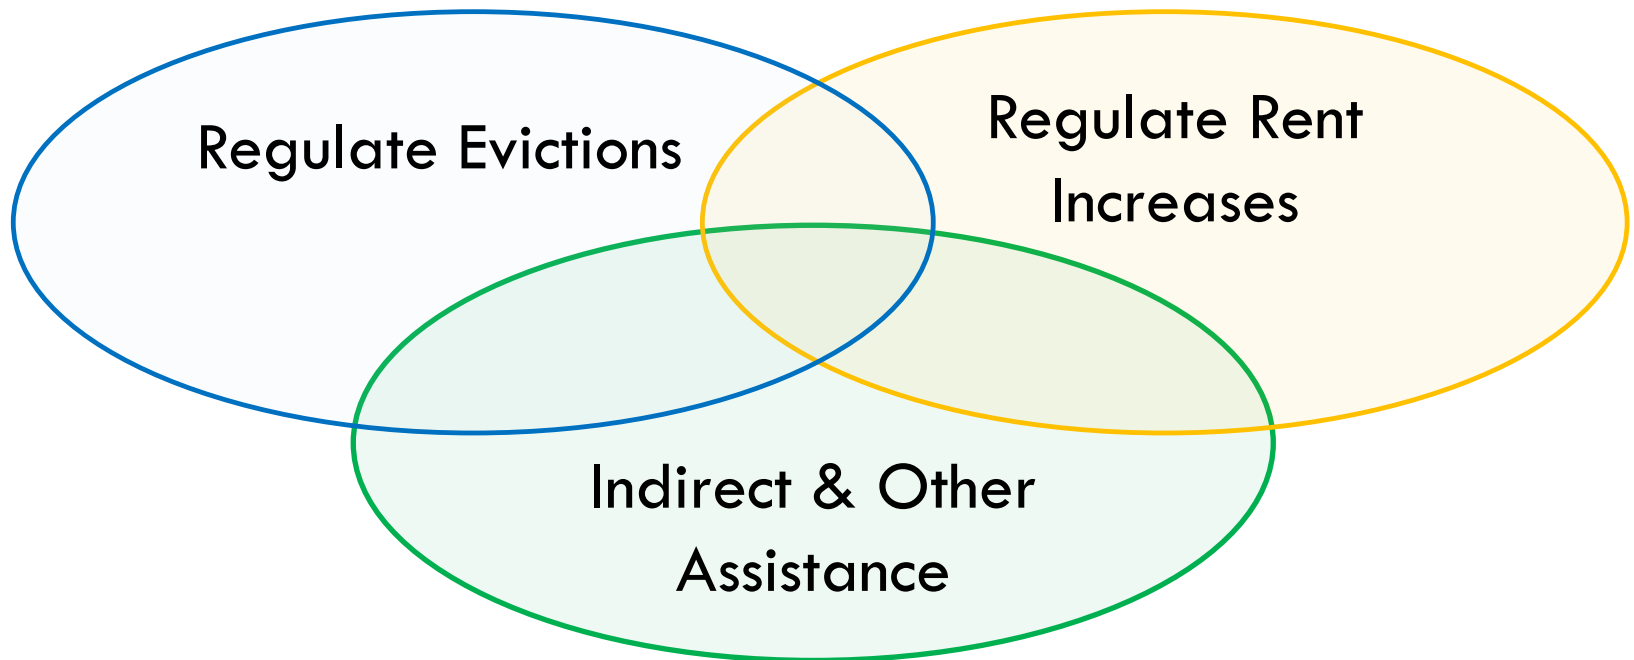 Regulate Evictions
Regulate Rent
Increases
Indirect & Other
Assistance